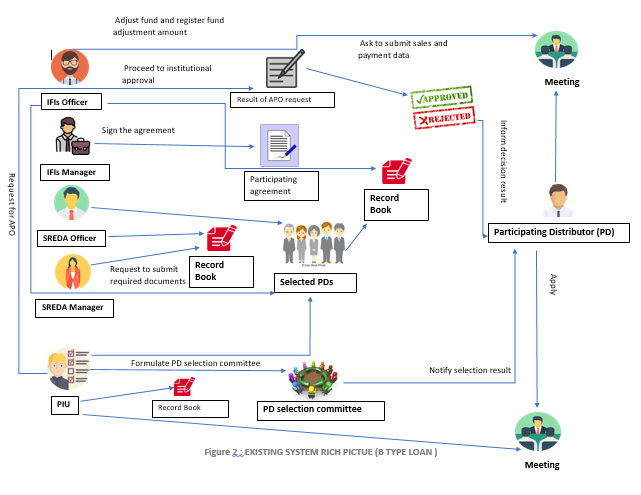 Adjust fund and register fund
adjustment amount
Ask to submit sales and
payment data
Meeting
Proceed to institutional
approval
Result of APO request
APPROVED
REJECTED
IFIs Officer
Sign the agreement
Inform decision result
IFIs Manager
Participating
agreement
Record
Book
Request for APO
SREDA Officer
Participating Distributor (PD)
Record
Book
Request to submit
required documents
Selected PDs
Apply
SREDA Manager
Formulate PD selection committee
Notify selection result
PIU
Record Book
PD selection committee
Meeting
Figure 2 : EXISTING SYSTEM RICH PICTUE (B TYPE LOAN )